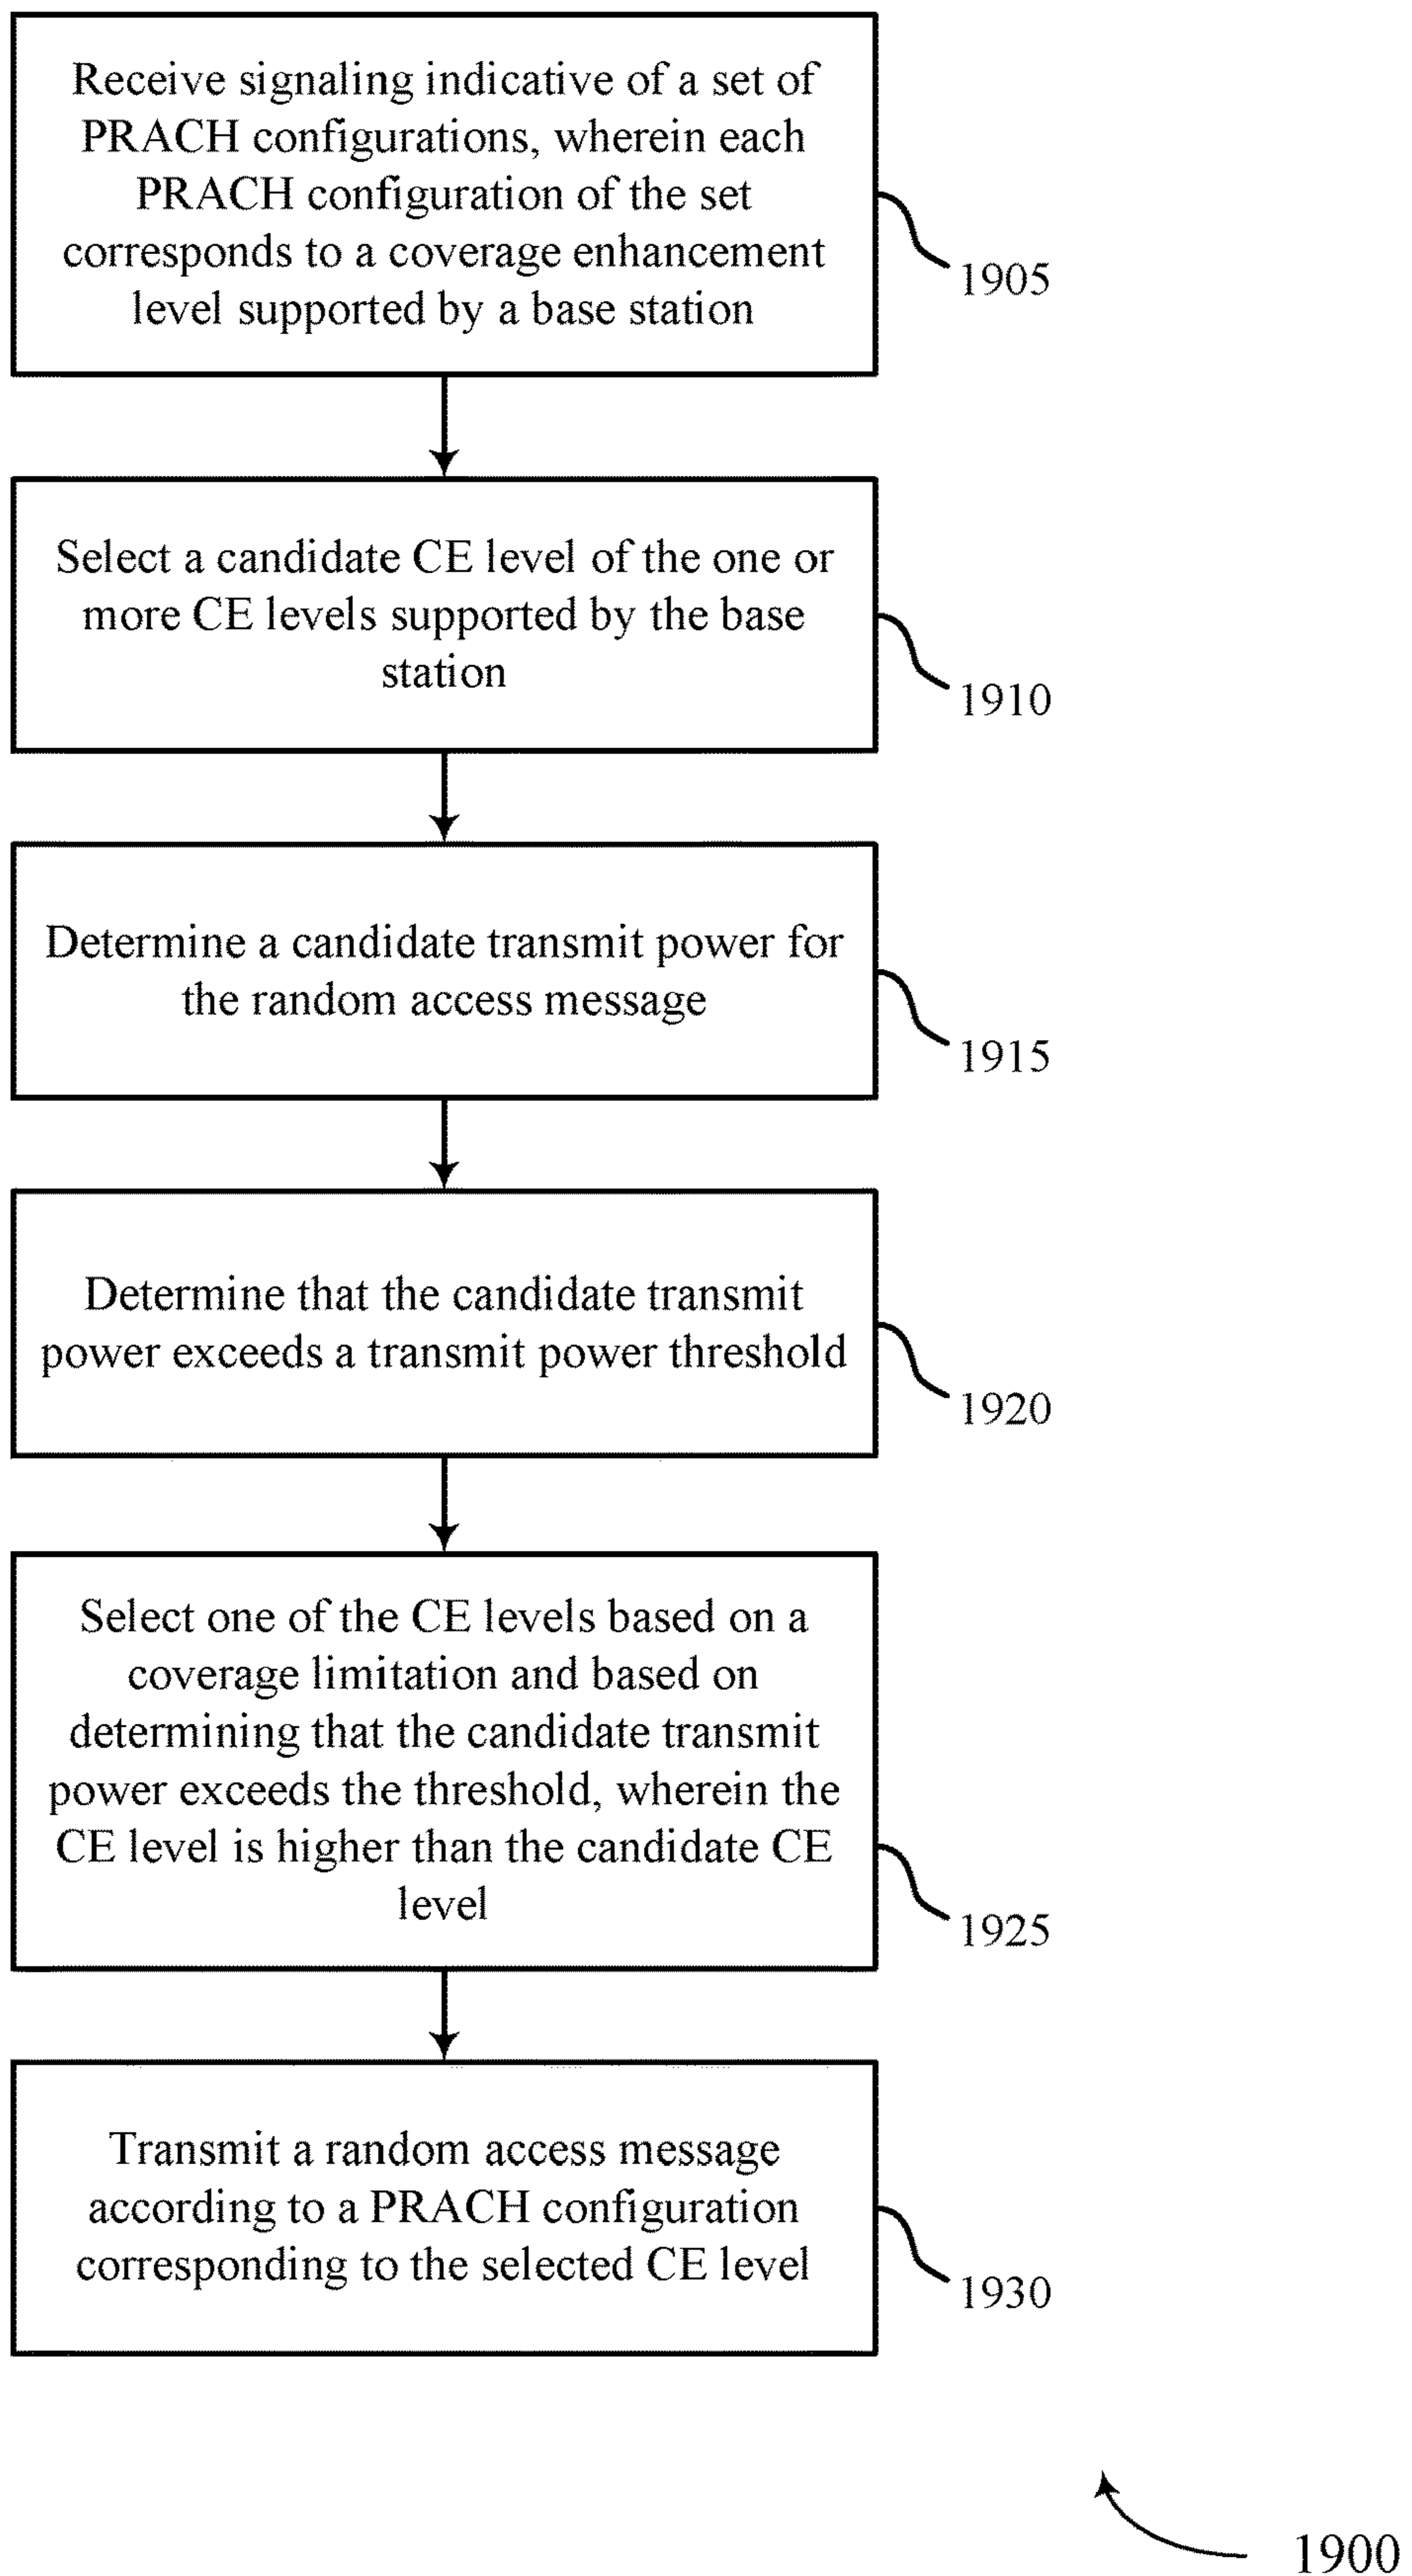 Receive signaling indicative of a set of
PRACH configurations, wherein each
PRACH configuration of the set
corresponds to a coverage enhancement
level supported by a base station
1905
Select a candidate CE level of the one or
more CE levels supported by the base
station
1910
Determine a candidate transmit power for
the random access message
1915
Determine that the candidate transmit
power exceeds a transmit power threshold
1920
Select one of the CE levels based on a
coverage limitation and based on
determining that the candidate transmit
power exceeds the threshold, wherein the
CE level is higher than the candidate CE
level
1925
Transmit a random access message
according to a PRACH configuration
corresponding to the selected CE level
1930
1900